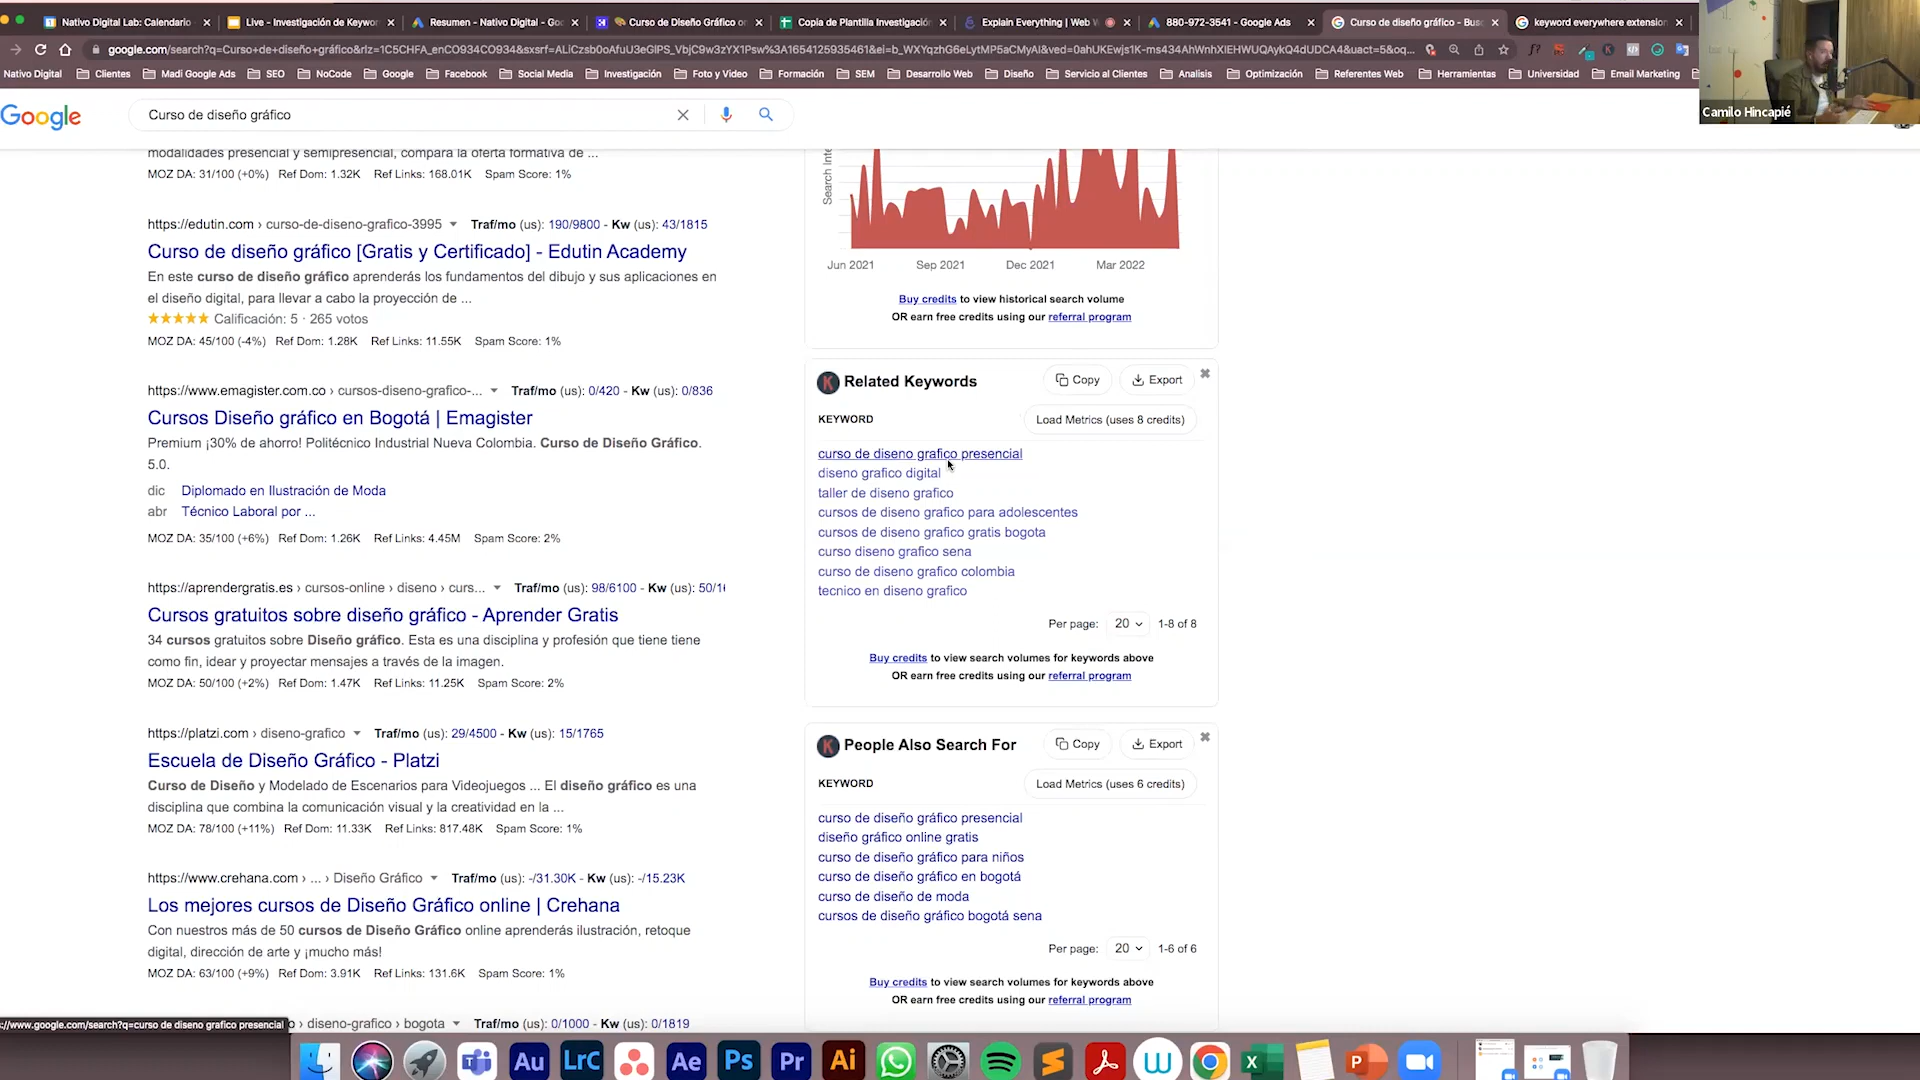 Nativo Digital Lab: Calendario
Live - Investigación de Keywor
Resumen - Nativo Digital - Goo
Curso de Diseño Gráfico on
Copia de Plantilla Investigación
Explain Everything | Web W
880-972-3541 - Google Ads
Curso de diseño gráfico - Bus
keyword everywhere extension
google.com/search?q=Curso+de+diseño+gráfico&rlz=1C5CHFA_enCO934CO934&sxsrf=
Nativo Digital
Clientes
Madi Google Ads
SEO
NoCode
Google
Facebook
Social Media
Investigación
Foto y Video
Formación
SEM
Desarrollo Web
Diseño
Servicio al Clientes
Analisis
Optimización
Referentes Web
Herramientas
Universidad
Email Marketing
Camilo Hincapié
Google
Curso de diseño gráfico
modalidades presencial y semipresencial, compara la oferta formativa de ...
MOZ DA: 31/100 (+0%) Ref Dom: 1.32K Ref Links: 168.01K Spam Score: 1%
https://edutin.com › curso-de-diseno-grafico-3995 Traf/mo (us): 190/9800 - Kw (us): 43/1815
Curso de diseño gráfico [Gratis y Certificado] - Edutin Academy
En este curso de diseño gráfico aprenderás los fundamentos del dibujo y sus aplicaciones en
el diseño digital, para llevar a cabo la proyección de ...
★★★★★ Calificación: 5 · 265 votos
MOZ DA: 45/100 (-4%) Ref Dom: 1.28K Ref Links: 11.55K Spam Score: 1%
https://www.emagister.com.co › cursos-diseno-grafico-... Traf/mo (us): 0/420 - Kw (us): 0/836
Cursos Diseño gráfico en Bogotá | Emagister
Premium ¡30% de ahorro! Politécnico Industrial Nueva Colombia. Curso de Diseño Gráfico.
5.0.
dic Diplomado en Ilustración de Moda
abr Técnico Laboral por ...
MOZ DA: 35/100 (+6%) Ref Dom: 1.26K Ref Links: 4.45M Spam Score: 2%
https://aprendergratis.es › cursos-online › diseno › curs... Traf/mo (us): 98/6100 - Kw (us): 50/1
Cursos gratuitos sobre diseño gráfico - Aprender Gratis
34 cursos gratuitos sobre Diseño gráfico. Esta es una disciplina y profesión que tiene tiene
como fin, idear y proyectar mensajes a través de la imagen.
MOZ DA: 50/100 (+2%) Ref Dom: 1.47K Ref Links: 11.25K Spam Score: 2%
https://platzi.com › diseno-grafico Traf/mo (us): 29/4500 - Kw (us): 15/1765
Escuela de Diseño Gráfico - Platzi
Curso de Diseño y Modelado de Escenarios para Videojuegos ... El diseño gráfico es una
disciplina que combina la comunicación visual y la creatividad en la ...
MOZ DA: 78/100 (+11%) Ref Dom: 11.33K Ref Links: 817.48K Spam Score: 1%
https://www.crehana.com › ... › Diseño Gráfico Traf/mo (us): -/31.30K - Kw (us): -/15.23K
Los mejores cursos de Diseño Gráfico online | Crehana
Con nuestros más de 50 cursos de Diseño Gráfico online aprenderás ilustración, retoque
digital, dirección de arte y ¡mucho más!
MOZ DA: 63/100 (+9%) Ref Dom: 3.91K Ref Links: 131.6K Spam Score: 1%
://www.google.com/search?q=curso de diseno grafico presencial
o › diseno-grafico › bogota Traf/mo (us): 0/1000 - Kw (us): 0/1819
Search Inte
Jun 2021 Sep 2021 Dec 2021 Mar 2022
Buy credits to view historical search volume
OR earn free credits using our referral program
K Related Keywords Copy Export
KEYWORD Load Metrics (uses 8 credits)
curso de diseno grafico presencial
diseno grafico digital
taller de diseno grafico
cursos de diseno grafico para adolescentes
cursos de diseno grafico gratis bogota
curso diseno grafico sena
curso de diseno grafico colombia
tecnico en diseno grafico
Per page: 20 1-8 of 8
Buy credits to view search volumes for keywords above
OR earn free credits using our referral program
K People Also Search For Copy Export
KEYWORD Load Metrics (uses 6 credits)
curso de diseño gráfico presencial
diseño gráfico online gratis
curso de diseño gráfico para niños
curso de diseño gráfico en bogotá
curso de diseño de moda
cursos de diseño gráfico bogotá sena
Per page: 20 1-6 of 6
Buy credits to view search volumes for keywords above
OR earn free credits using our referral program
Au
LrC
Ae
Ps
Pr
Ai
W
X
P